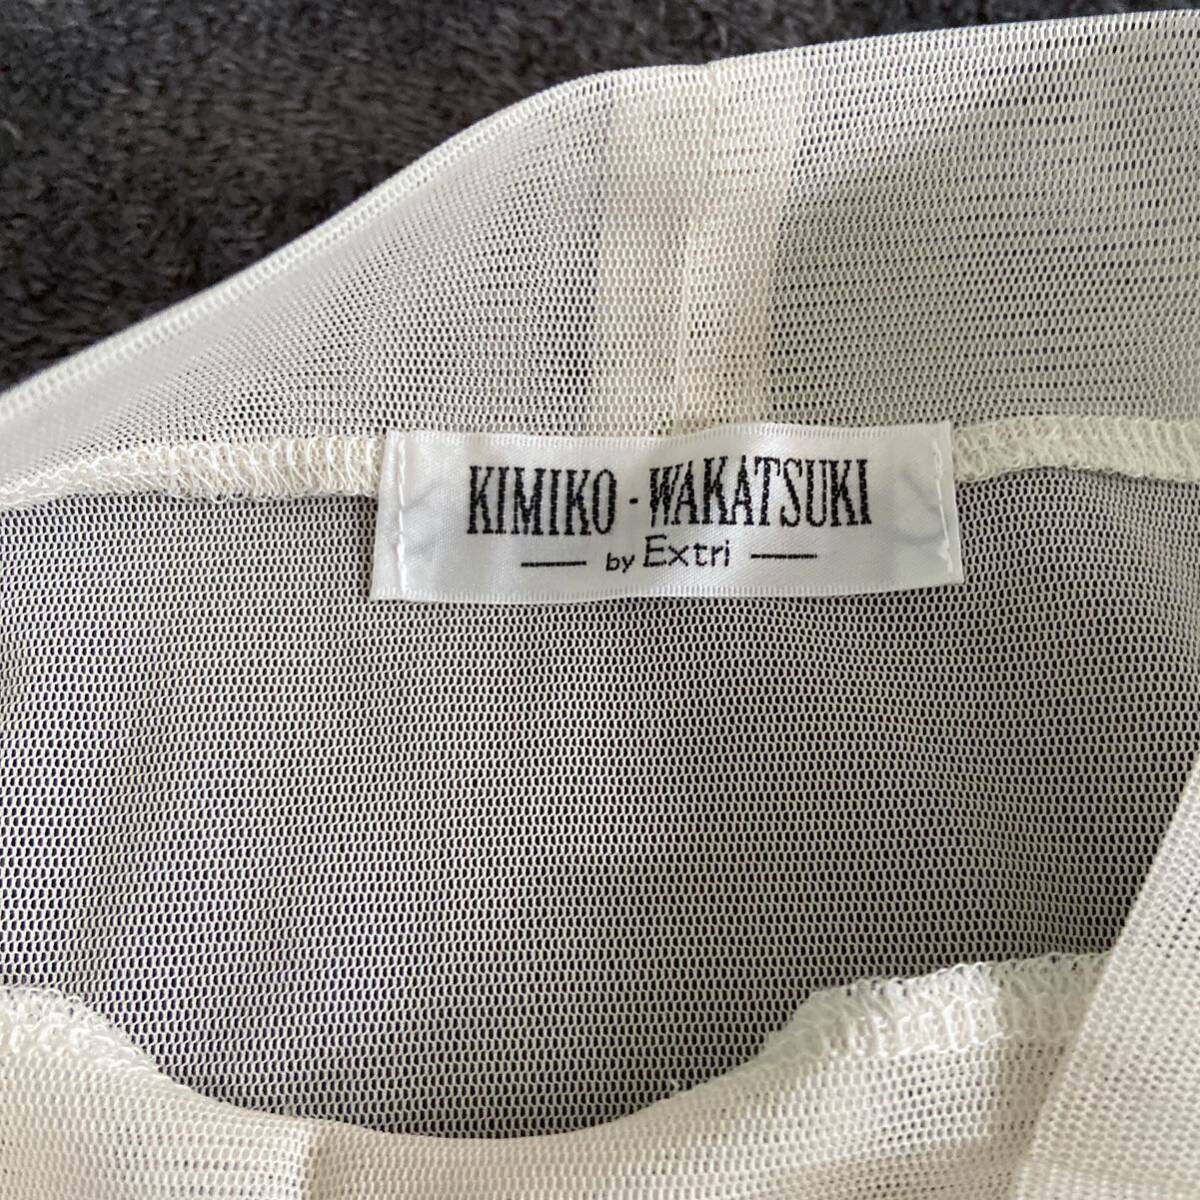 KIMIKO - WAKATSUKI
by Extri